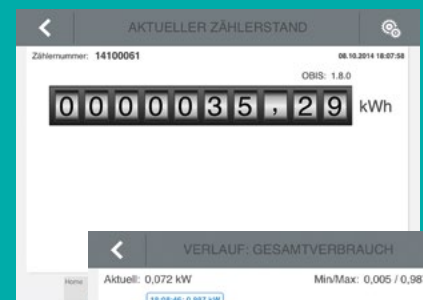 AKTUELLER ZÄHLERSTAND
Zählernummer: 14100061
08.10.2014 18:07:58
OBIS: 1.8.0
0000035,29 kWh
VERLAUF: GESAMTVERBRAUCH
Home
Aktuell: 0,072 kW
Min/Max: 0,005 / 0,98